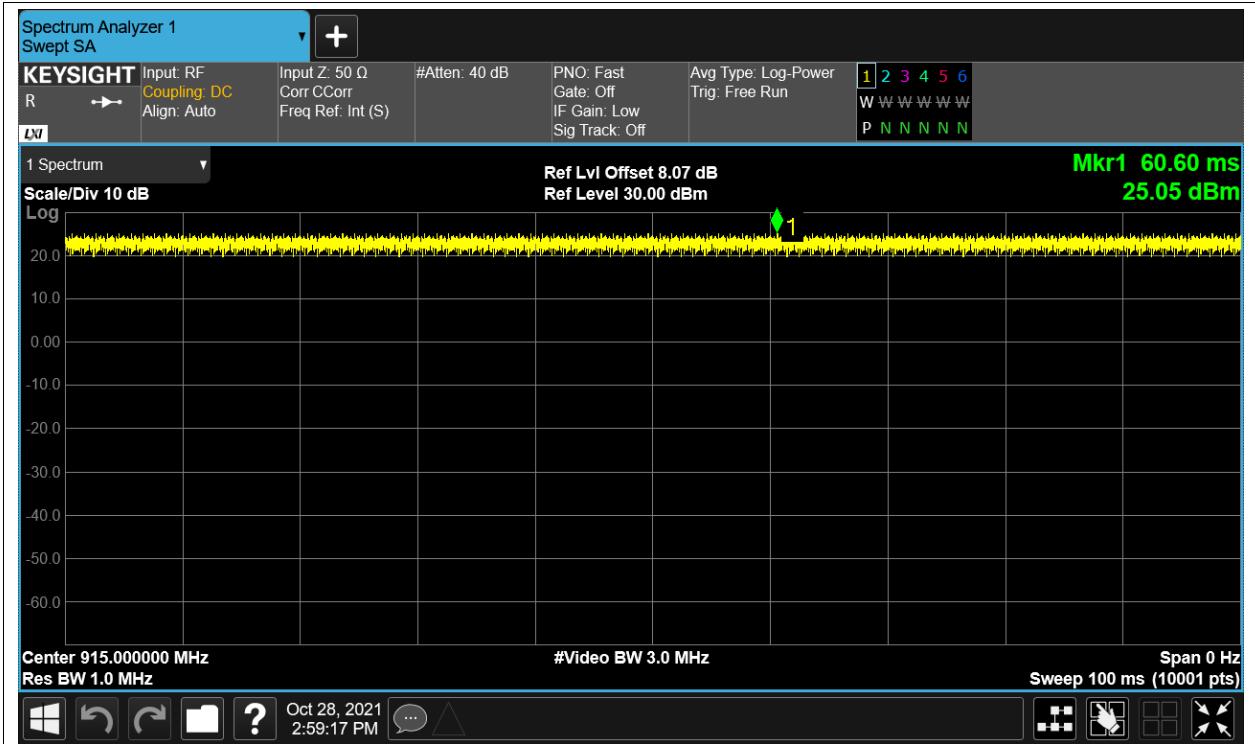 Spectrum Analyzer 1
Swept SA
KEYSIGHT
R
LXI
Input: RF
Coupling: DC
Align: Auto
Input Z: 50 Ω
Corr CCorr
Freq Ref: Int (S)
#Atten: 40 dB
PNO: Fast
Gate: Off
IF Gain: Low
Sig Track: Off
Avg Type: Log-Power
Trig: Free Run
1 2 3 4 5 6
W W W W W W
P N N N N N
1 Spectrum
Scale/Div 10 dB
Log
Ref Lvl Offset 8.07 dB
Ref Level 30.00 dBm
Mkr1 60.60 ms
25.05 dBm
1
20.0
10.0
0.00
-10.0
-20.0
-30.0
-40.0
-50.0
-60.0
Center 915.000000 MHz
Res BW 1.0 MHz
#Video BW 3.0 MHz
Span 0 Hz
Sweep 100 ms (10001 pts)
?
Oct 28, 2021
2:59:17 PM